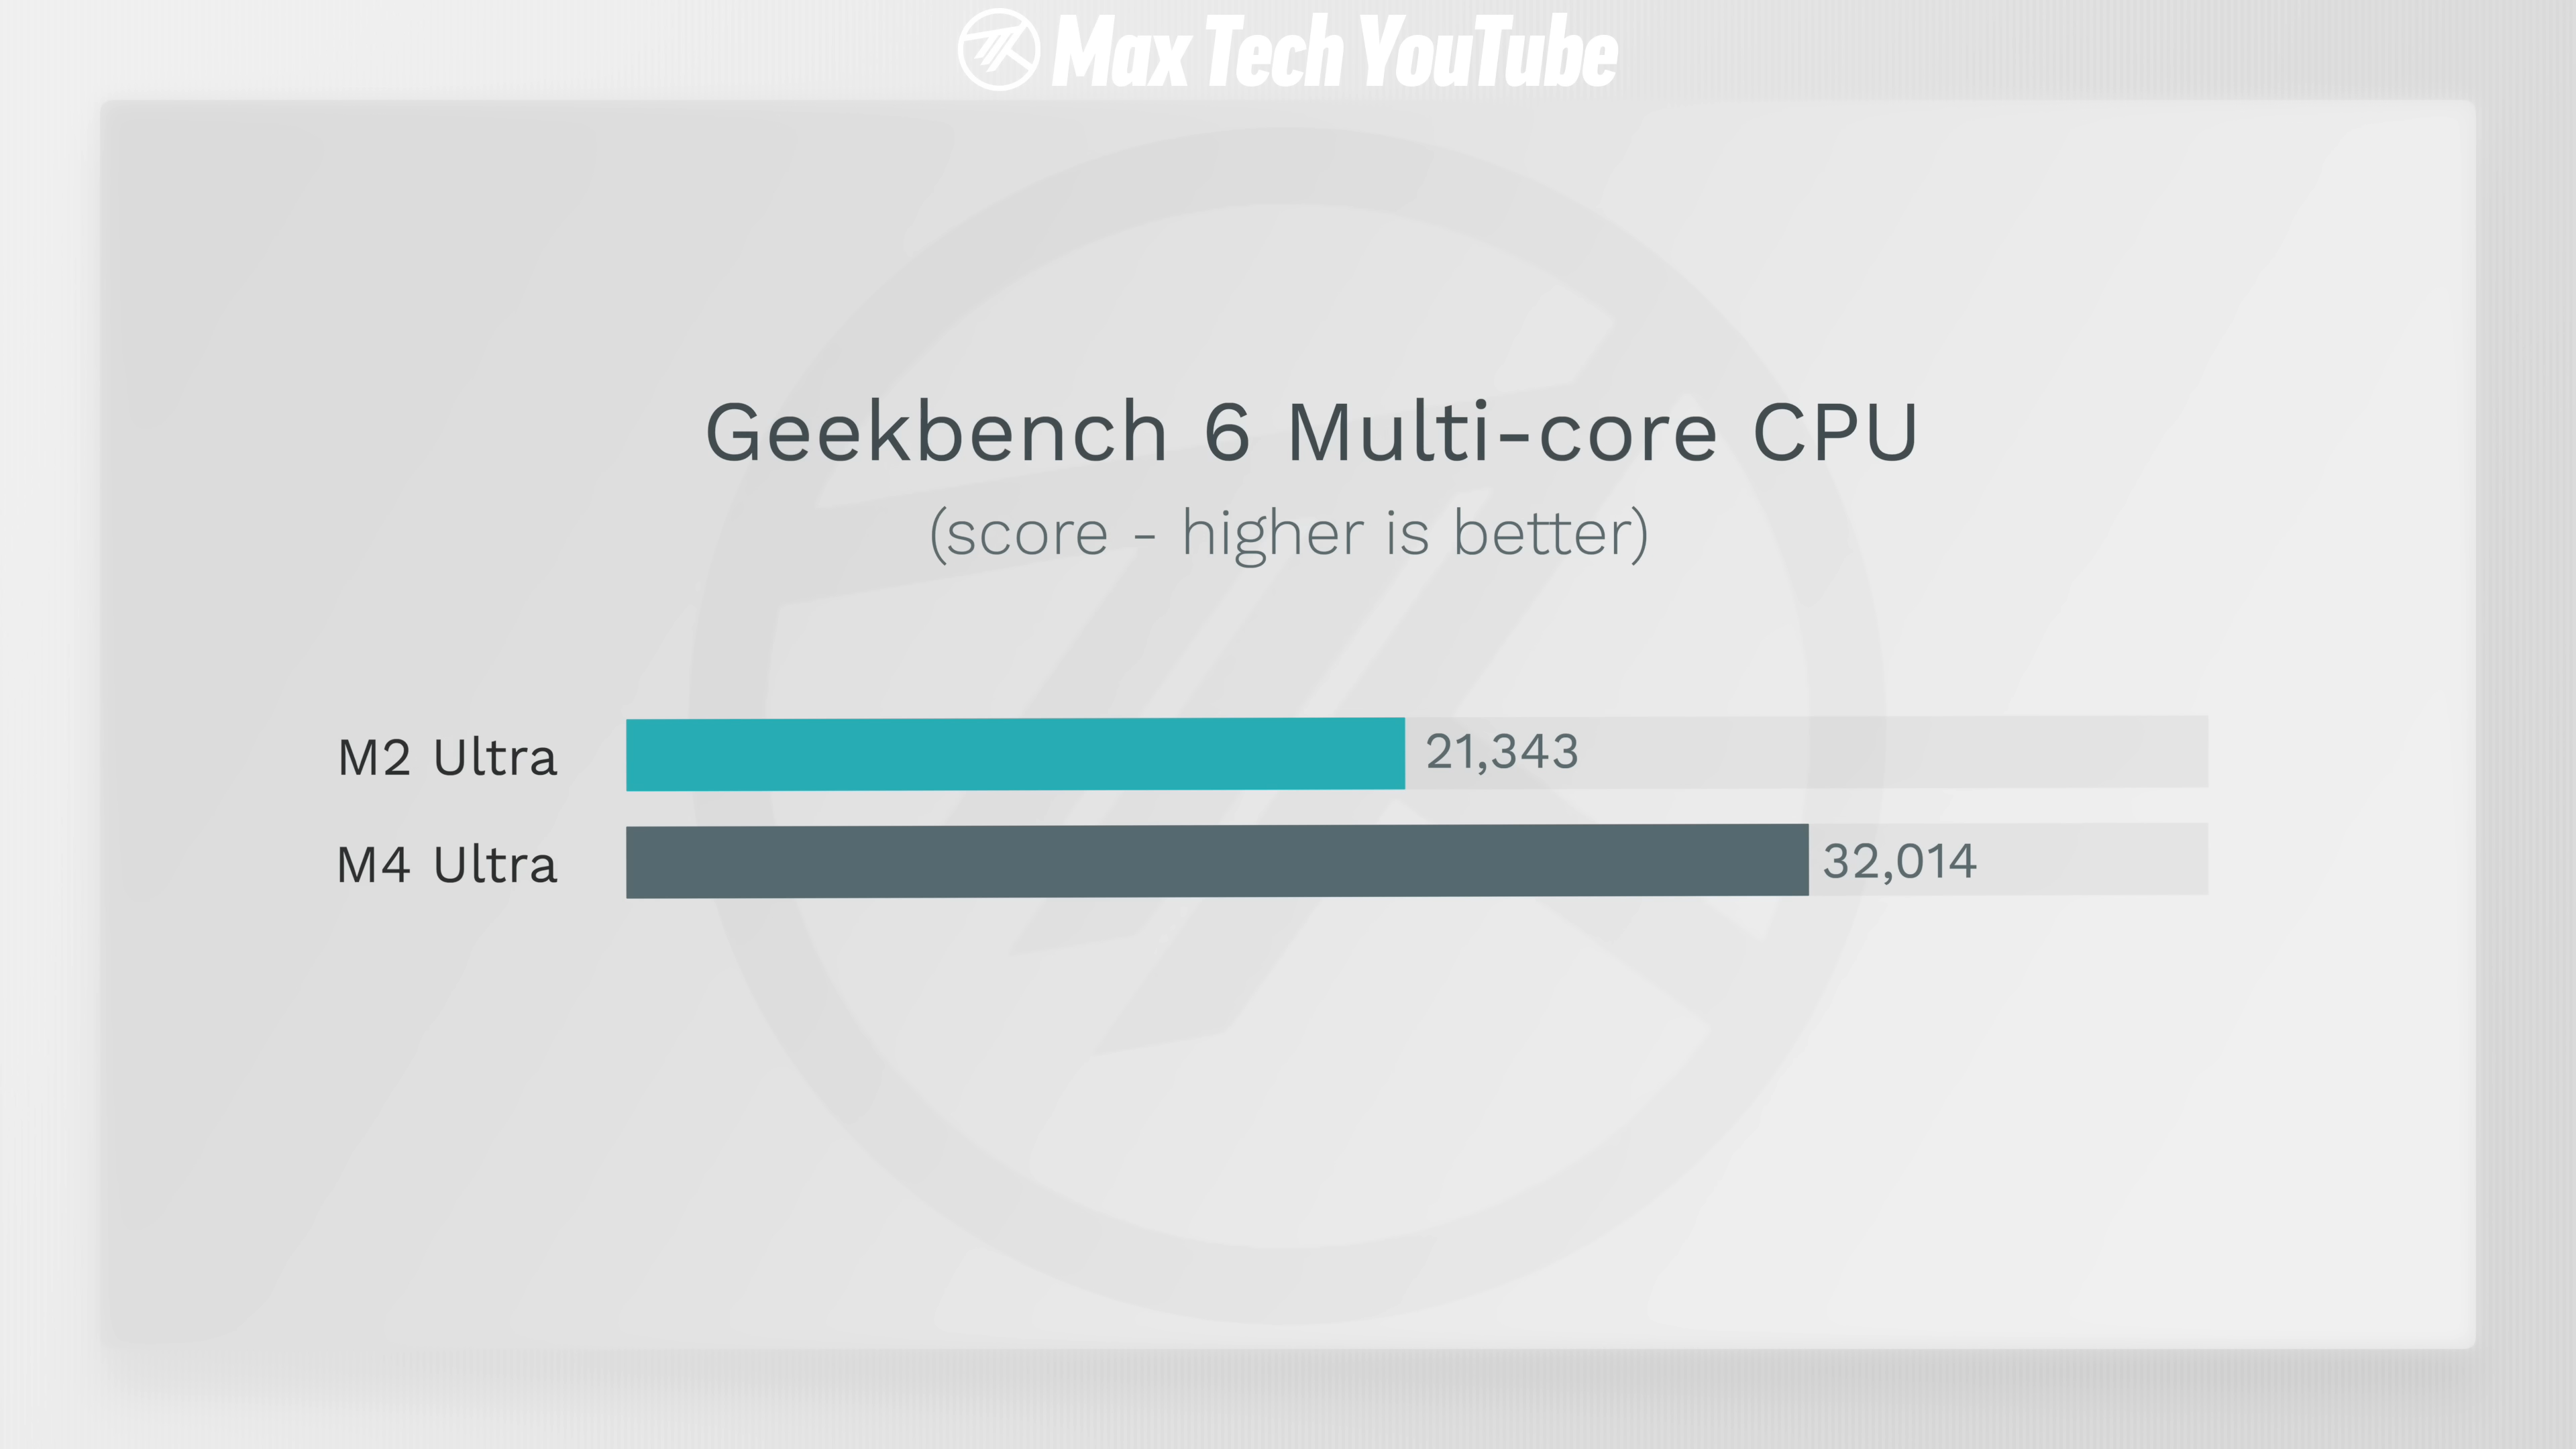 Max Tech YouTube
Geekbench 6 Multi-core CPU
(score - higher is better)
M2 Ultra 21,343
M4 Ultra 32,014